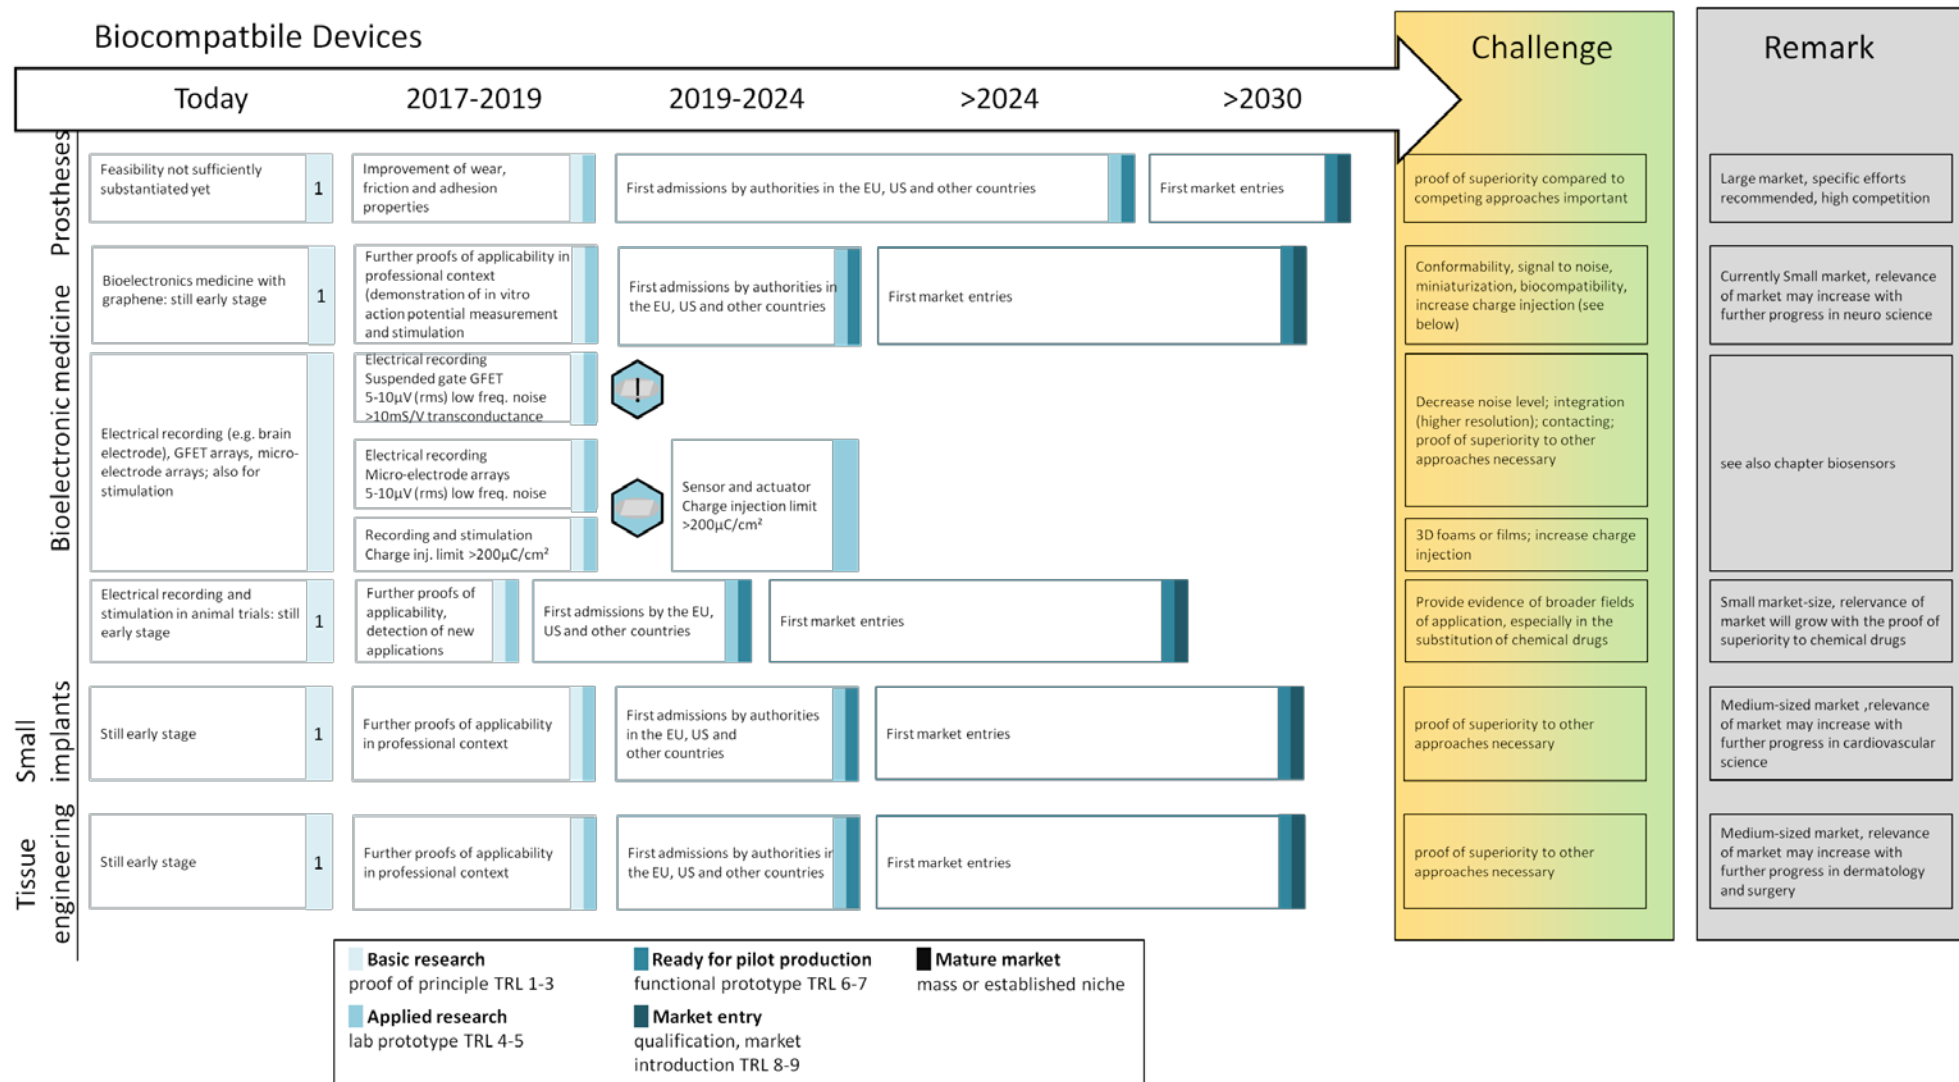 Biocompatbile Devices
Challenge
Remark
Today
2017-2019
2019-2024
>2024
>2030
Prostheses
Feasibility not sufficiently
substantiated yet
1
Improvement of wear,
friction and adhesion
properties
First admissions by authorities in the EU, US and other countries
First market entries
proof of superiority compared to
competing approaches important
Large market, specific efforts
recommended, high competition
Bioelectronic medicine
Bioelectronics medicine with
graphene: still early stage
1
Further proofs of applicability in
professional context
(demonstration of in vitro
action potential measurement
and stimulation
First admissions by authorities in
the EU, US and other countries
First market entries
Conformability, signal to noise,
miniaturization, biocompatibility,
increase charge injection (see
below)
Currently Small market, relevance
of market may increase with
further progress in neuro science
Electrical recording (e.g. brain
electrode), GFET arrays, micro-
electrode arrays; also for
stimulation
Electrical recording
Suspended gate GFET
5-10µV (rms) low freq. noise
>10mS/V transconductance
!
Electrical recording
Micro-electrode arrays
5-10µV (rms) low freq. noise
Recording and stimulation
Charge inj. limit >200µC/cm²
Sensor and actuator
Charge injection limit
>200µC/cm²
Decrease noise level; integration
(higher resolution); contacting;
proof of superiority to other
approaches necessary
3D foams or films; increase charge
injection
see also chapter biosensors
Electrical recording and
stimulation in animal trials: still
early stage
1
Further proofs of
applicability,
detection of new
applications
First admissions by the EU,
US and other countries
First market entries
Provide evidence of broader fields
of application, especially in the
substitution of chemical drugs
Small market-size, relervance of
market will grow with the proof of
superiority to chemical drugs
Small
implants
Still early stage
1
Further proofs of applicability
in professional context
First admissions by authorities
in the EU, US and
other countries
First market entries
proof of superiority to other
approaches necessary
Medium-sized market ,relevance
of market may increase with
further progress in cardiovascular
science
Tissue
engineering
Still early stage
1
Further proofs of applicability
in professional context
First admissions by authorities in
the EU, US and other countries
First market entries
proof of superiority to other
approaches necessary
Medium-sized market, relevance
of market may increase with
further progress in dermatology
and surgery
Basic research
proof of principle TRL 1-3
Applied research
lab prototype TRL 4-5
Ready for pilot production
functional prototype TRL 6-7
Market entry
qualification, market
introduction TRL 8-9
Mature market
mass or established niche